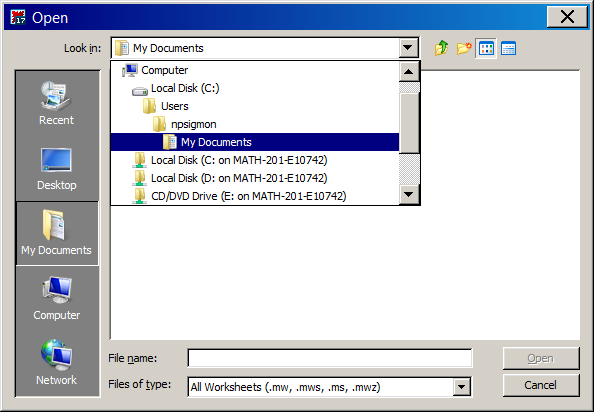 Open
Look in: My Documents
Computer
Local Disk (C:)
Users
npsigmon
My Documents
Local Disk (C: on MATH-201-E10742)
Local Disk (D: on MATH-201-E10742)
CD/DVD Drive (E: on MATH-201-E10742)
Recent
Desktop
My Documents
Computer
Network
File name: Open
Files of type: All Worksheets (.mw, .mws, .ms, .mwz) Cancel
17